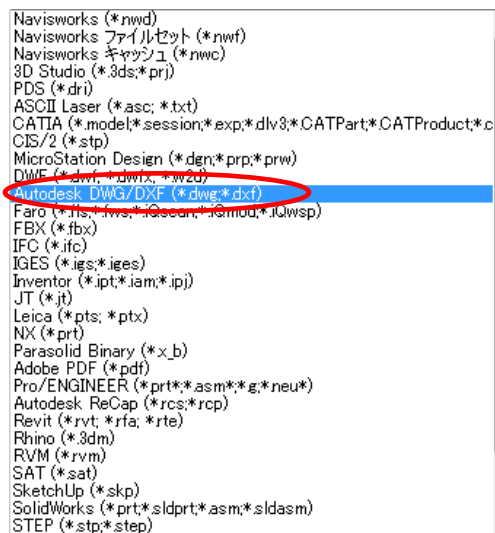 Navisworks (*.nwd)
Navisworks ファイルセット (*.nwf)
Navisworks キャッシュ (*.nwc)
3D Studio (*.3ds;*.prj)
PDS (*.dri)
ASCII Laser (*.asc; *.txt)
CATIA (*.model;*.session;*.exp;*.dlv3;*.CATPart;*.CATProduct;*.c
CIS/2 (*.stp)
MicroStation Design (*.dgn;*.prp;*.prw)
DWF (*.dwf; *.dwfx; *.w2d)
Autodesk DWG/DXF (*.dwg;*.dxf)
Faro (*.fls;*.fws;*.iQscan;*.iQmod;*.iQwsp)
FBX (*.fbx)
IFC (*.ifc)
IGES (*.igs;*.iges)
Inventor (*.ipt;*.iam;*.ipj)
JT (*.jt)
Leica (*.pts; *.ptx)
NX (*.prt)
Parasolid Binary (*.x_b)
Adobe PDF (*.pdf)
Pro/ENGINEER (*.prt*;*.asm*;*.g;*.neu*)
Autodesk ReCap (*.rcs;*.rcp)
Revit (*.rvt; *.rfa; *.rte)
Rhino (*.3dm)
RVM (*.rvm)
SAT (*.sat)
SketchUp (*.skp)
SolidWorks (*.prt;*.sldprt;*.asm;*.sldasm)
STEP (*.stp;*.step)